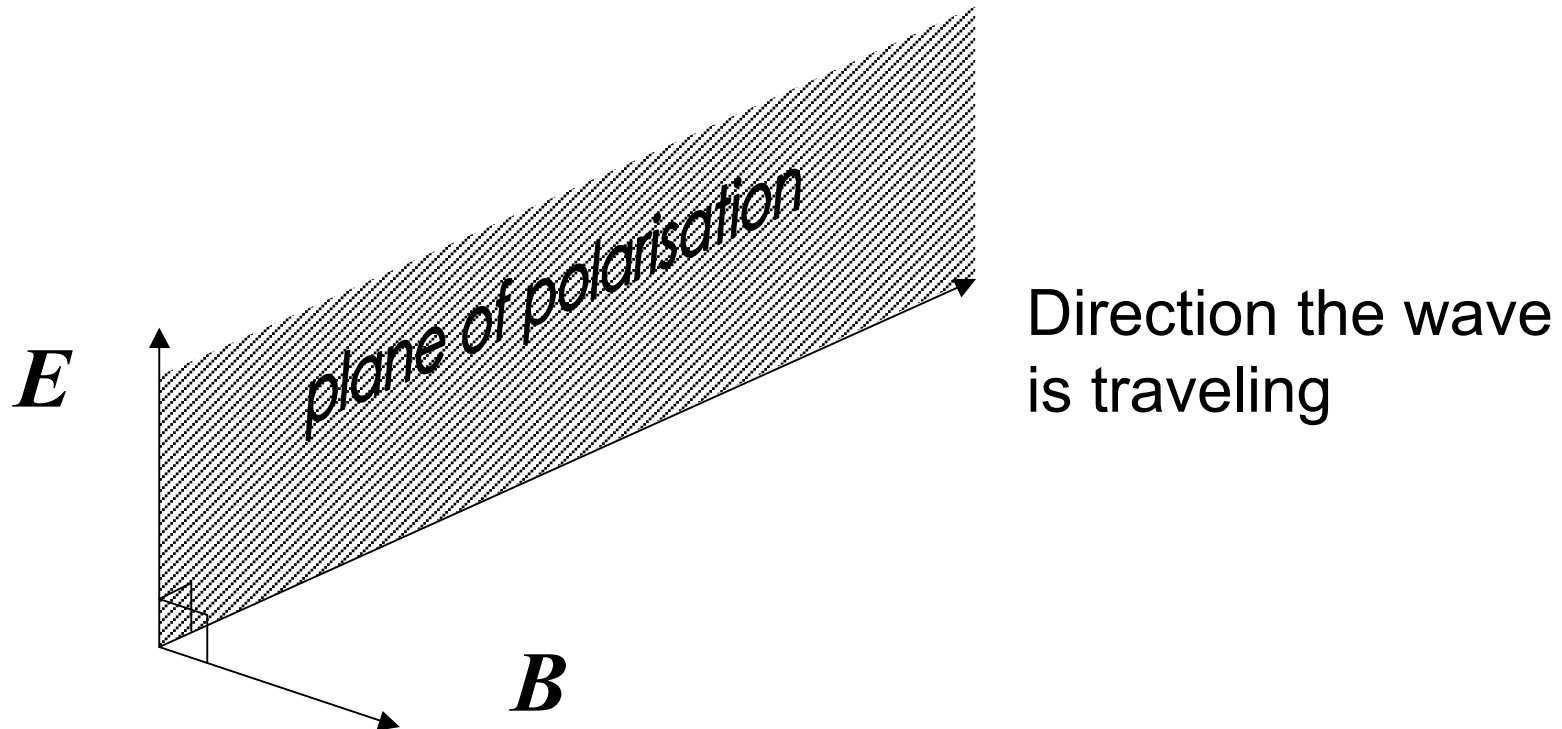 plane of polarisation
E
Direction the wave
is traveling
B